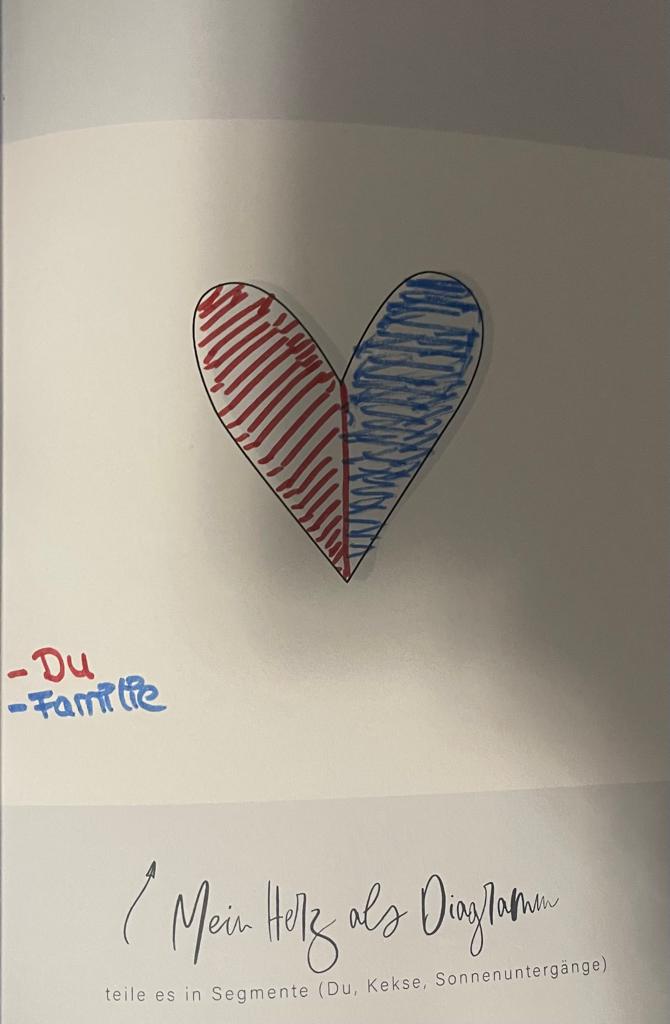 - Du
- Familie
Mein Herz als Diagramm
teile es in Segmente (Du, Kekse, Sonnenuntergänge)